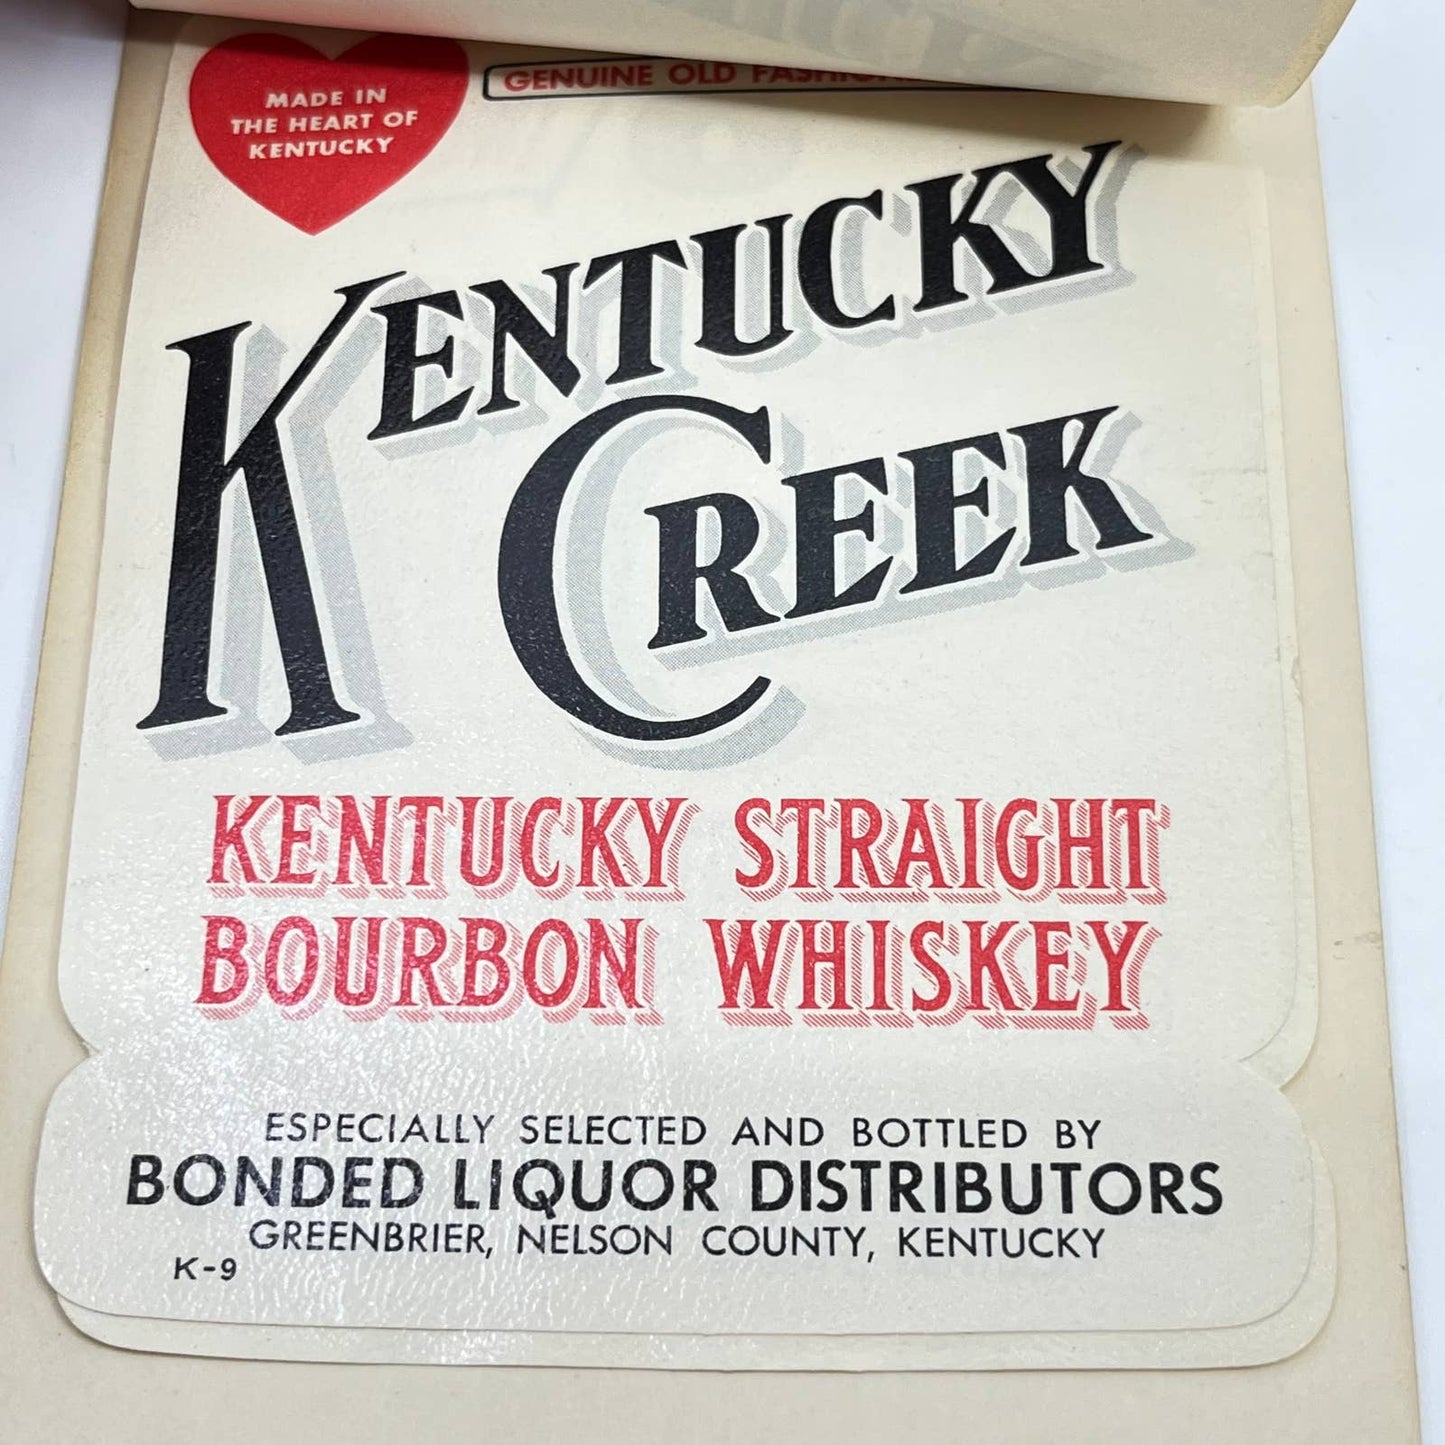 MADE IN
THE HEART OF
KENTUCKY
GENUINE OLD
KENTUCKY
CREEK
KENTUCKY STRAIGHT
BOURBON WHISKEY
ESPECIALLY SELECTED AND BOTTLED BY
BONDED LIQUOR DISTRIBUTORS
GREENBRIER, NELSON COUNTY, KENTUCKY
K-9